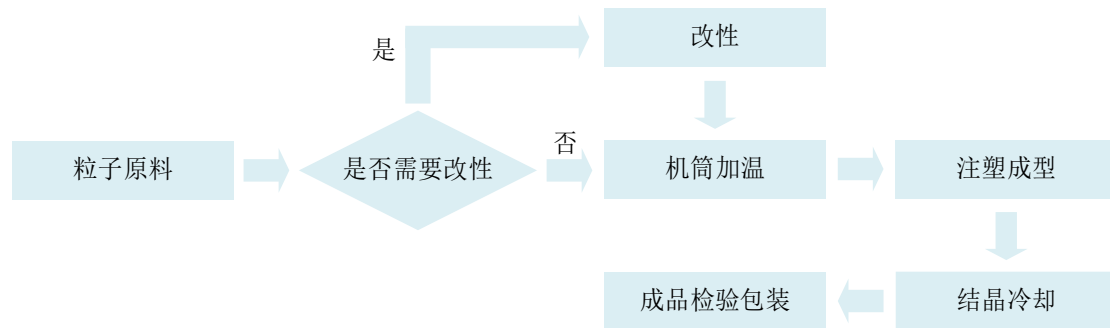 是
改性
否
粒子原料
是否需要改性
机筒加温
注塑成型
成品检验包装
结晶冷却